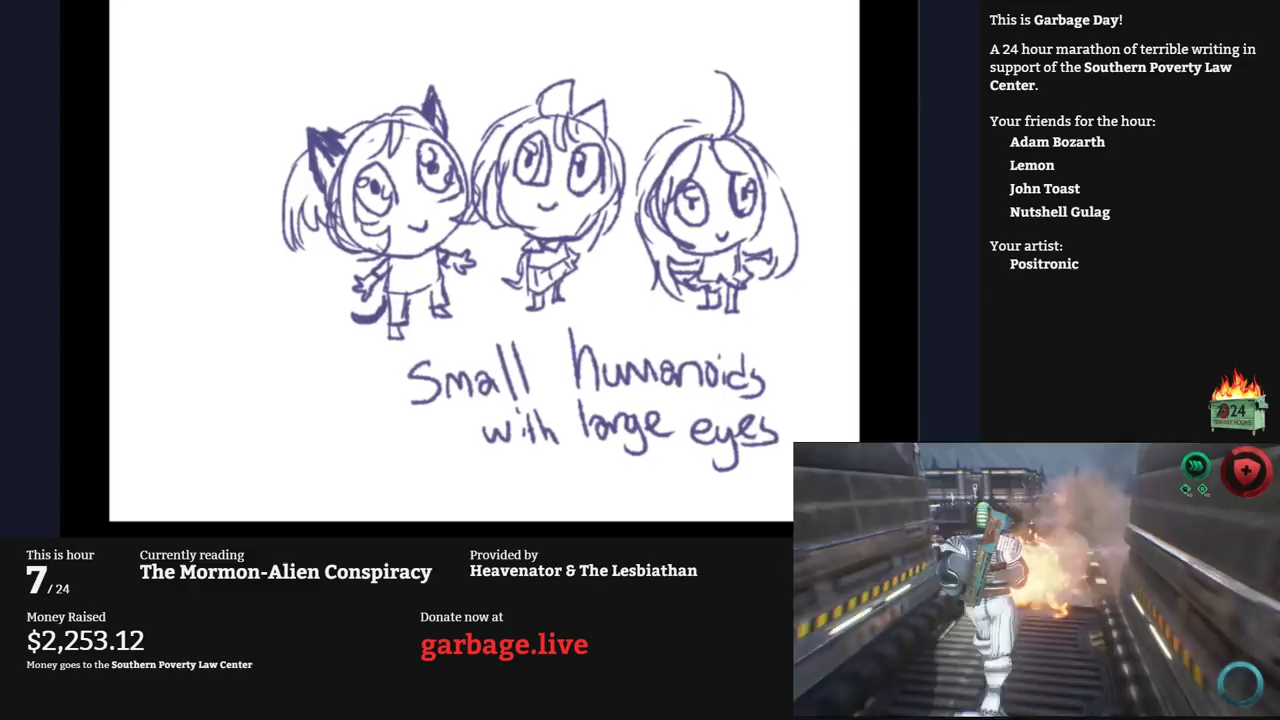 Small humanoids
with large eyes
This is Garbage Day!
A 24 hour marathon of terrible writing in
support of the Southern Poverty Law
Center.
Your friends for the hour:
Adam Bozarth
Lemon
John Toast
Nutshell Gulag
Your artist:
Positronic
This is hour
7 / 24
Currently reading
The Mormon-Alien Conspiracy
Provided by
Heavenator & The Lesbiathan
Money Raised
$2,253.12
Money goes to the Southern Poverty Law Center
Donate now at
garbage.live